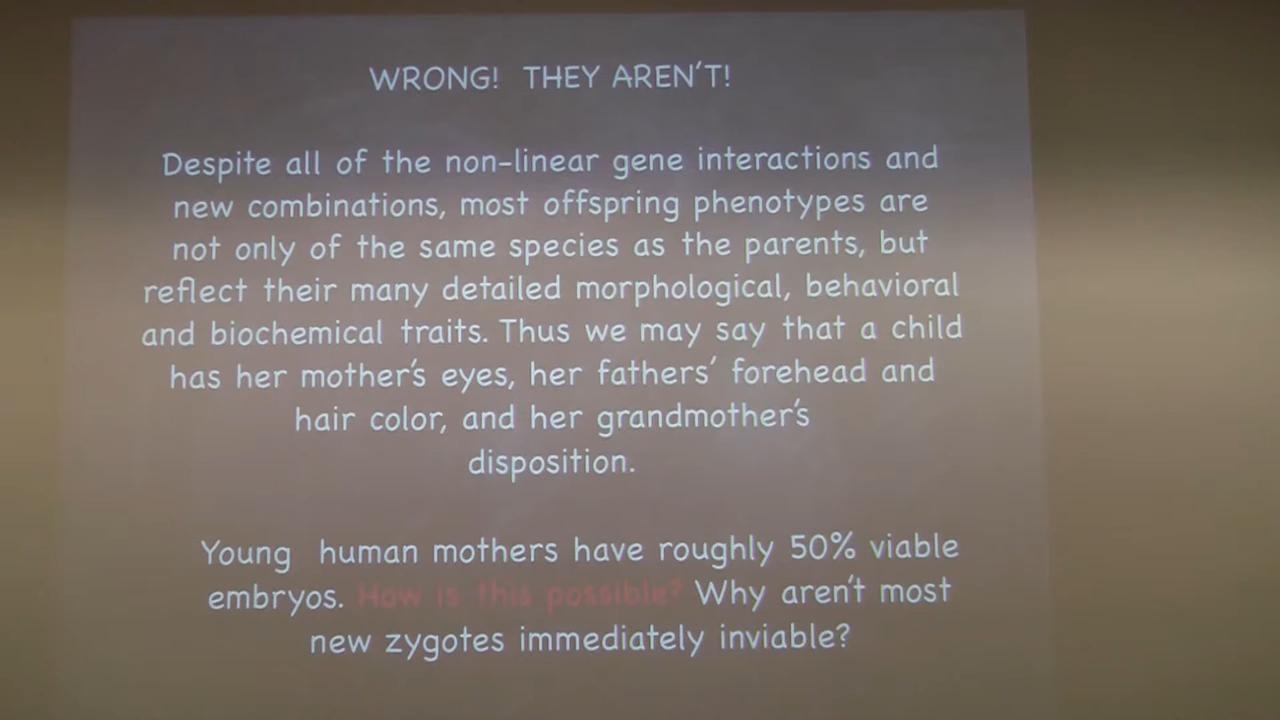 WRONG! THEY AREN'T!
Despite all of the non-linear gene interactions and
new combinations, most offspring phenotypes are
not only of the same species as the parents, but
reflect their many detailed morphological, behavioral
and biochemical traits. Thus we may say that a child
has her mother's eyes, her fathers' forehead and
hair color, and her grandmother's
disposition.
Young human mothers have roughly 50% viable
embryos. How is this possible? Why aren't most
new zygotes immediately inviable?